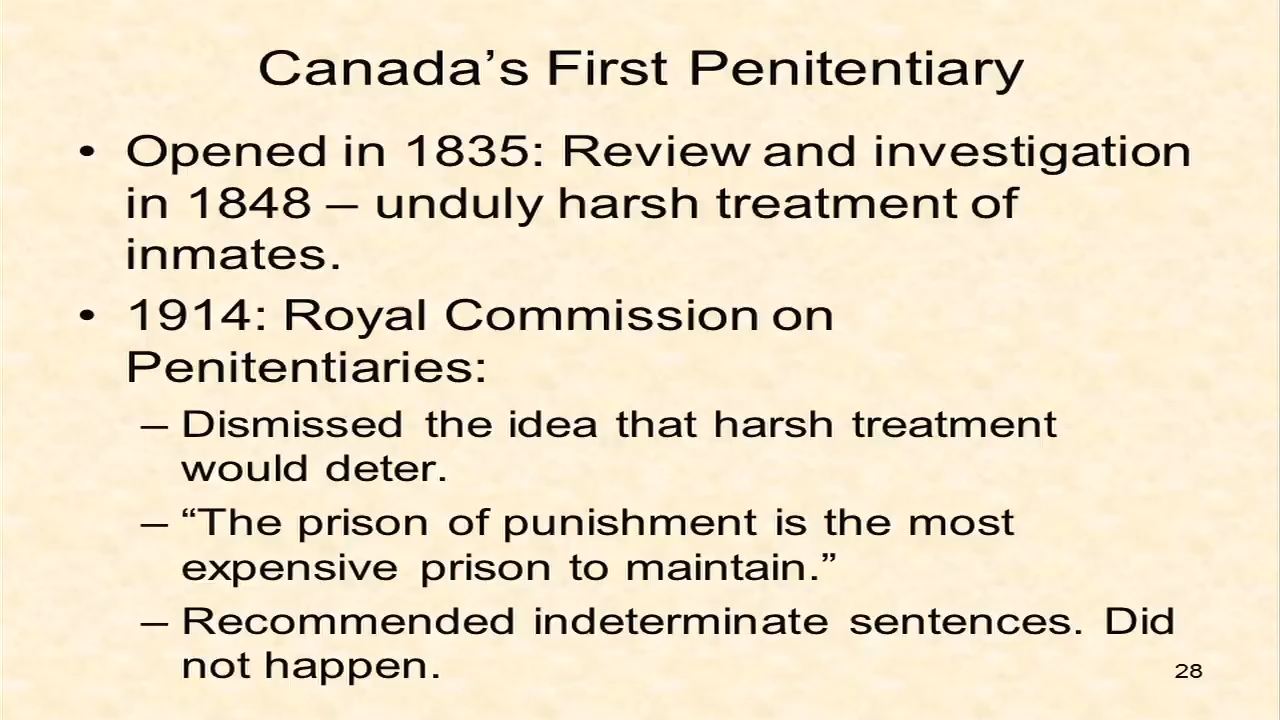 Canada’s First Penitentiary
• Opened in 1835: Review and investigation
in 1848 – unduly harsh treatment of
inmates.
• 1914: Royal Commission on
Penitentiaries:
– Dismissed the idea that harsh treatment
would deter.
– “The prison of punishment is the most
expensive prison to maintain.”
– Recommended indeterminate sentences. Did
not happen.
28